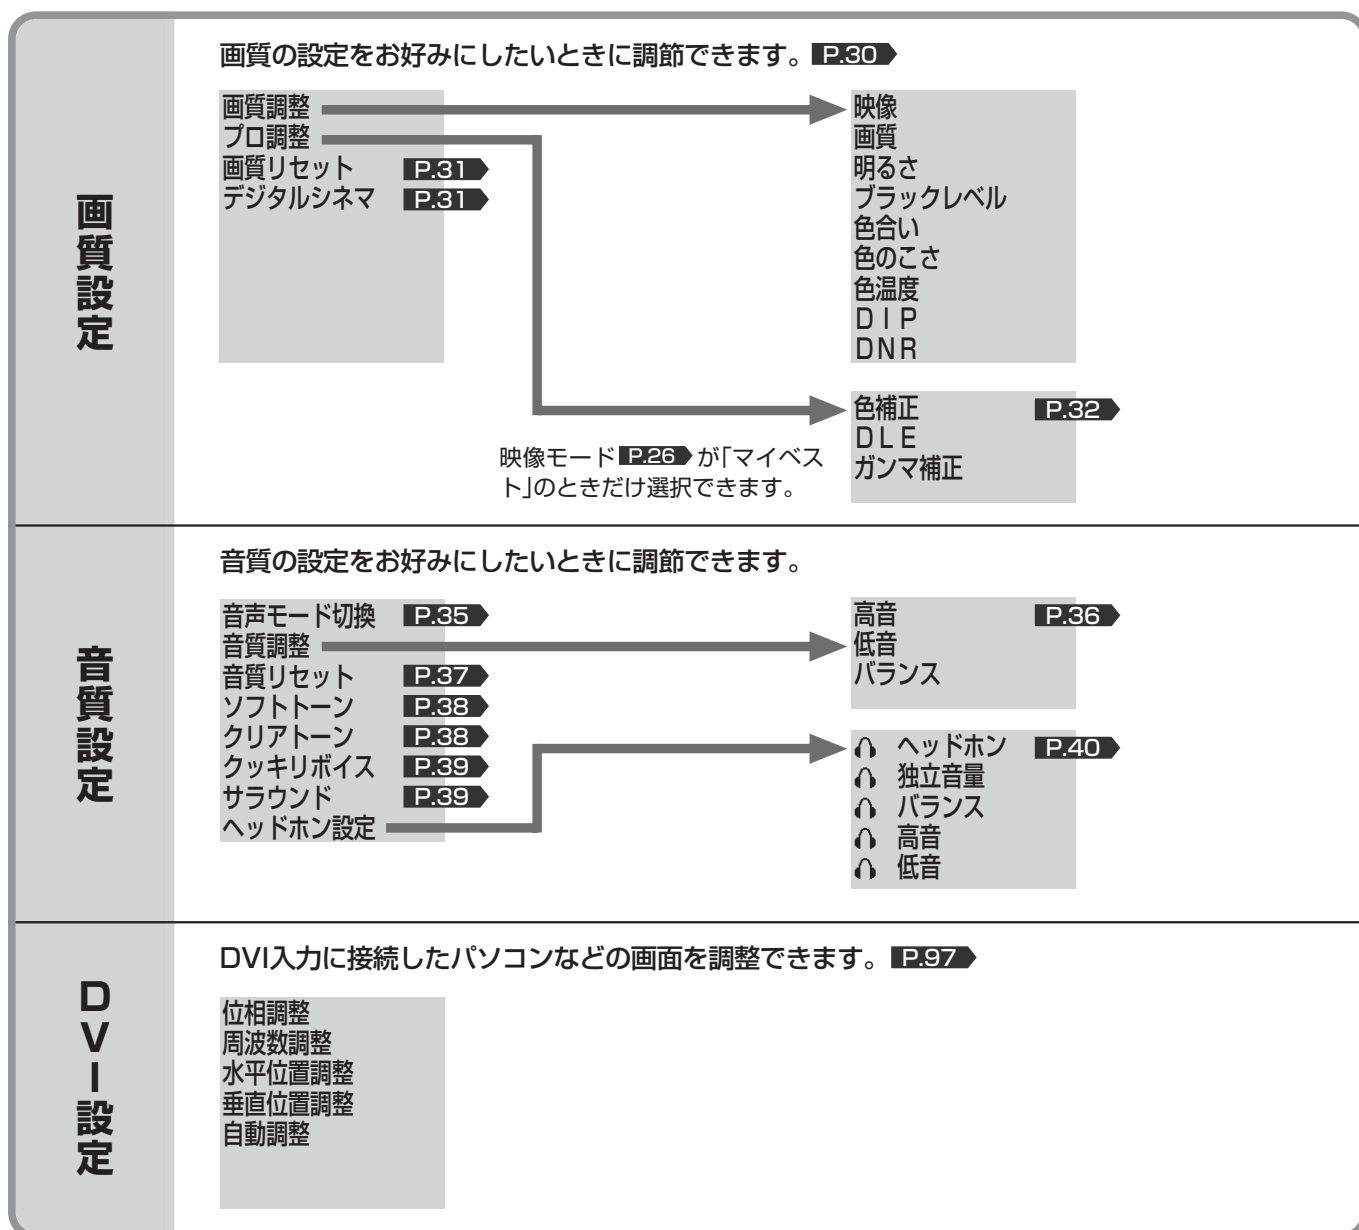 画質設定
画質の設定をお好みにしたいときに調節できます。 P.30
画質調整
プロ調整
画質リセット P.31
デジタルシネマ P.31
映像
画質
明るさ
ブラックレベル
色合い
色のこさ
色温度
DIP
DNR
色補正 P.32
DLE
ガンマ補正
映像モード P.26 が「マイベス
ト」のときだけ選択できます。
音質設定
音質の設定をお好みにしたいときに調節できます。
音声モード切換 P.35
音質調整
音質リセット P.37
ソフトトーン P.38
クリアトーン P.38
クッキリボイス P.39
サラウンド P.39
ヘッドホン設定
高音 P.36
低音
バランス
ヘッドホン P.40
独立音量
バランス
高音
低音
DVI設定
DVI入力に接続したパソコンなどの画面を調整できます。 P.97
位相調整
周波数調整
水平位置調整
垂直位置調整
自動調整